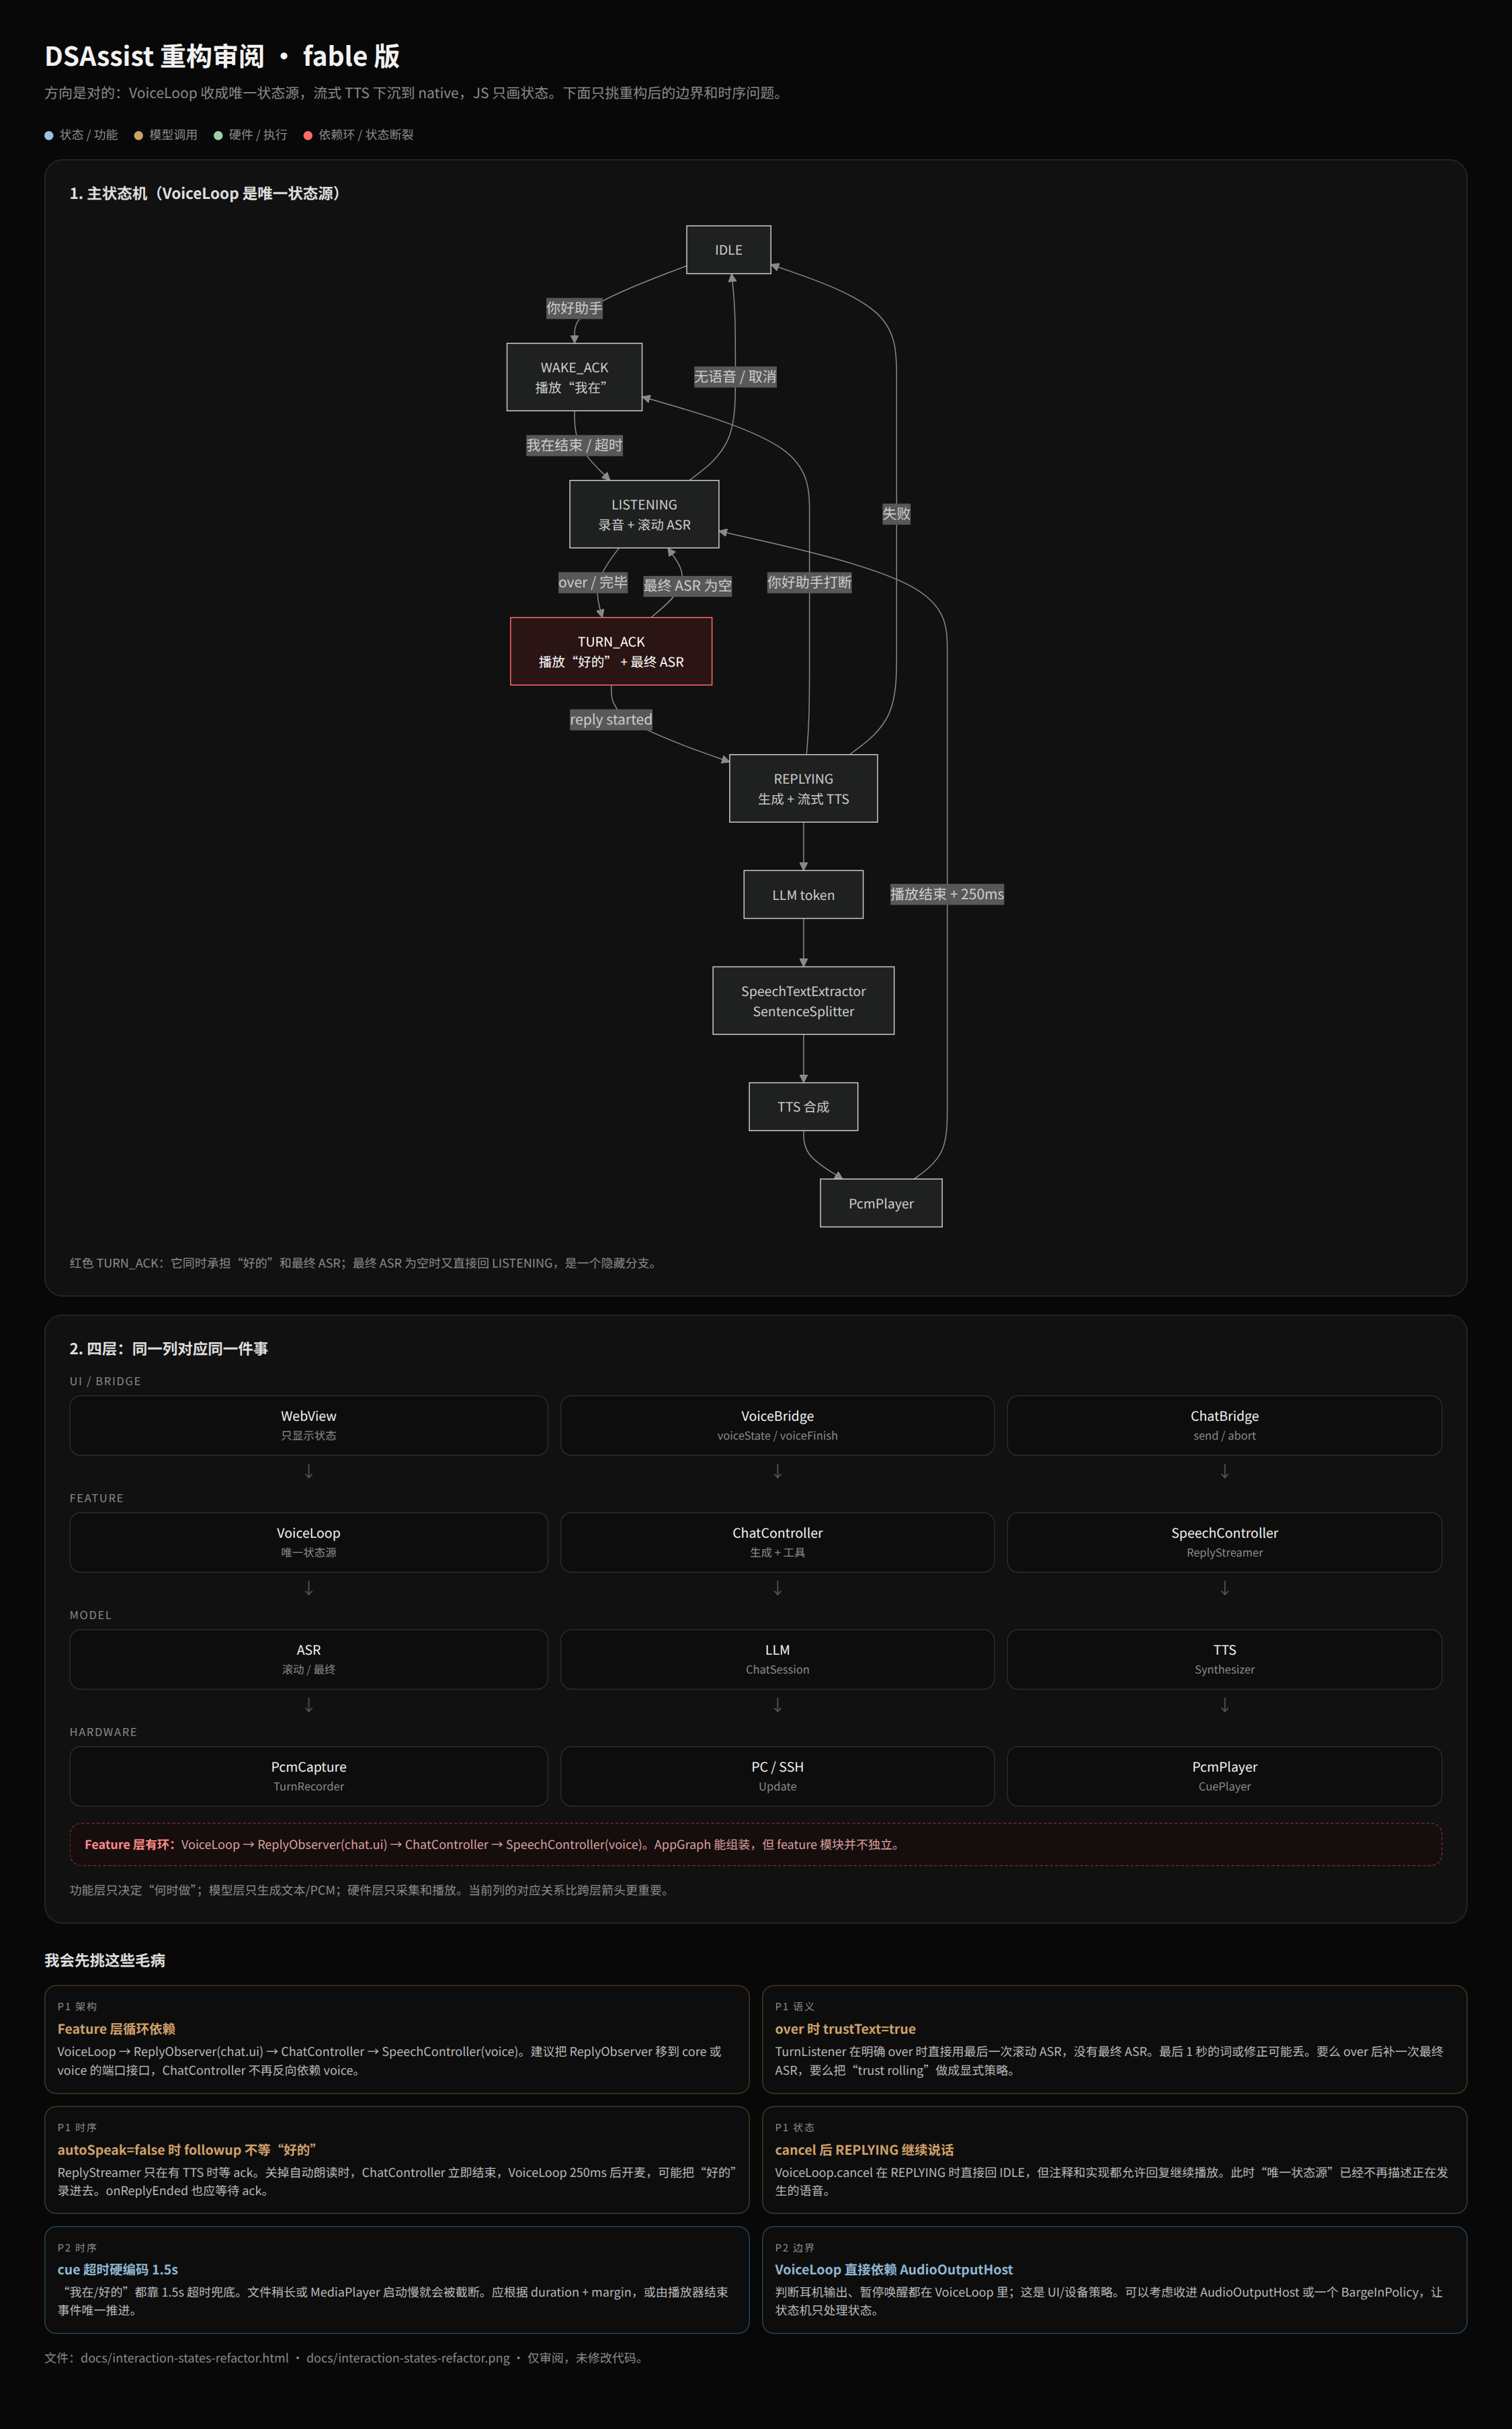 DSAssist 重构审阅 · fable 版
方向是对的：VoiceLoop 收成唯一状态源，流式 TTS 下沉到 native，JS 只画状态。下面只挑重构后的边界和时序问题。
状态 / 功能
模型调用
硬件 / 执行
依赖环 / 状态断裂
1. 主状态机（VoiceLoop 是唯一状态源）
IDLE
你好助手
WAKE_ACK
播放“我在”
无语音 / 取消
我在结束 / 超时
LISTENING
录音 + 滚动 ASR
失败
over / 完毕
最终 ASR 为空
你好助手打断
TURN_ACK
播放“好的” + 最终 ASR
reply started
REPLYING
生成 + 流式 TTS
LLM token
播放结束 + 250ms
SpeechTextExtractor
SentenceSplitter
TTS 合成
PcmPlayer
红色 TURN_ACK：它同时承担“好的”和最终 ASR；最终 ASR 为空时又直接回 LISTENING，是一个隐藏分支。
2. 四层：同一列对应同一件事
UI / BRIDGE
WebView
只显示状态
VoiceBridge
voiceState / voiceFinish
ChatBridge
send / abort
↓
↓
↓
FEATURE
VoiceLoop
唯一状态源
ChatController
生成 + 工具
SpeechController
ReplyStreamer
↓
↓
↓
MODEL
ASR
滚动 / 最终
LLM
ChatSession
TTS
Synthesizer
↓
↓
↓
HARDWARE
PcmCapture
TurnRecorder
PC / SSH
Update
PcmPlayer
CuePlayer
Feature 层有环：VoiceLoop → ReplyObserver(chat.ui) → ChatController → SpeechController(voice)。AppGraph 能组装，但 feature 模块并不独立。
功能层只决定“何时做”；模型层只生成文本/PCM；硬件层只采集和播放。当前列的对应关系比跨层箭头更重要。
我会先挑这些毛病
P1 架构
Feature 层循环依赖
VoiceLoop → ReplyObserver(chat.ui) → ChatController → SpeechController(voice)。建议把 ReplyObserver 移到 core 或
voice 的端口接口，ChatController 不再反向依赖 voice。
P1 语义
over 时 trustText=true
TurnListener 在明确 over 时直接用最后一次滚动 ASR，没有最终 ASR。最后 1 秒的词或修正可能丢。要么 over 后补一次最终
ASR，要么把“trust rolling”做成显式策略。
P1 时序
autoSpeak=false 时 followup 不等“好的”
ReplyStreamer 只在有 TTS 时等 ack。关掉自动朗读时，ChatController 立即结束，VoiceLoop 250ms 后开麦，可能把“好的”
录进去。onReplyEnded 也应等待 ack。
P1 状态
cancel 后 REPLYING 继续说话
VoiceLoop.cancel 在 REPLYING 时直接回 IDLE，但注释和实现都允许回复继续播放。此时“唯一状态源”已经不再描述正在发
生的语音。
P2 时序
cue 超时硬编码 1.5s
“我在/好的”都靠 1.5s 超时兜底。文件稍长或 MediaPlayer 启动慢就会被截断。应根据 duration + margin，或由播放器结束
事件唯一推进。
P2 边界
VoiceLoop 直接依赖 AudioOutputHost
判断耳机输出、暂停唤醒都在 VoiceLoop 里；这是 UI/设备策略。可以考虑收进 AudioOutputHost 或一个 BargeInPolicy，让
状态机只处理状态。
文件：docs/interaction-states-refactor.html · docs/interaction-states-refactor.png · 仅审阅，未修改代码。